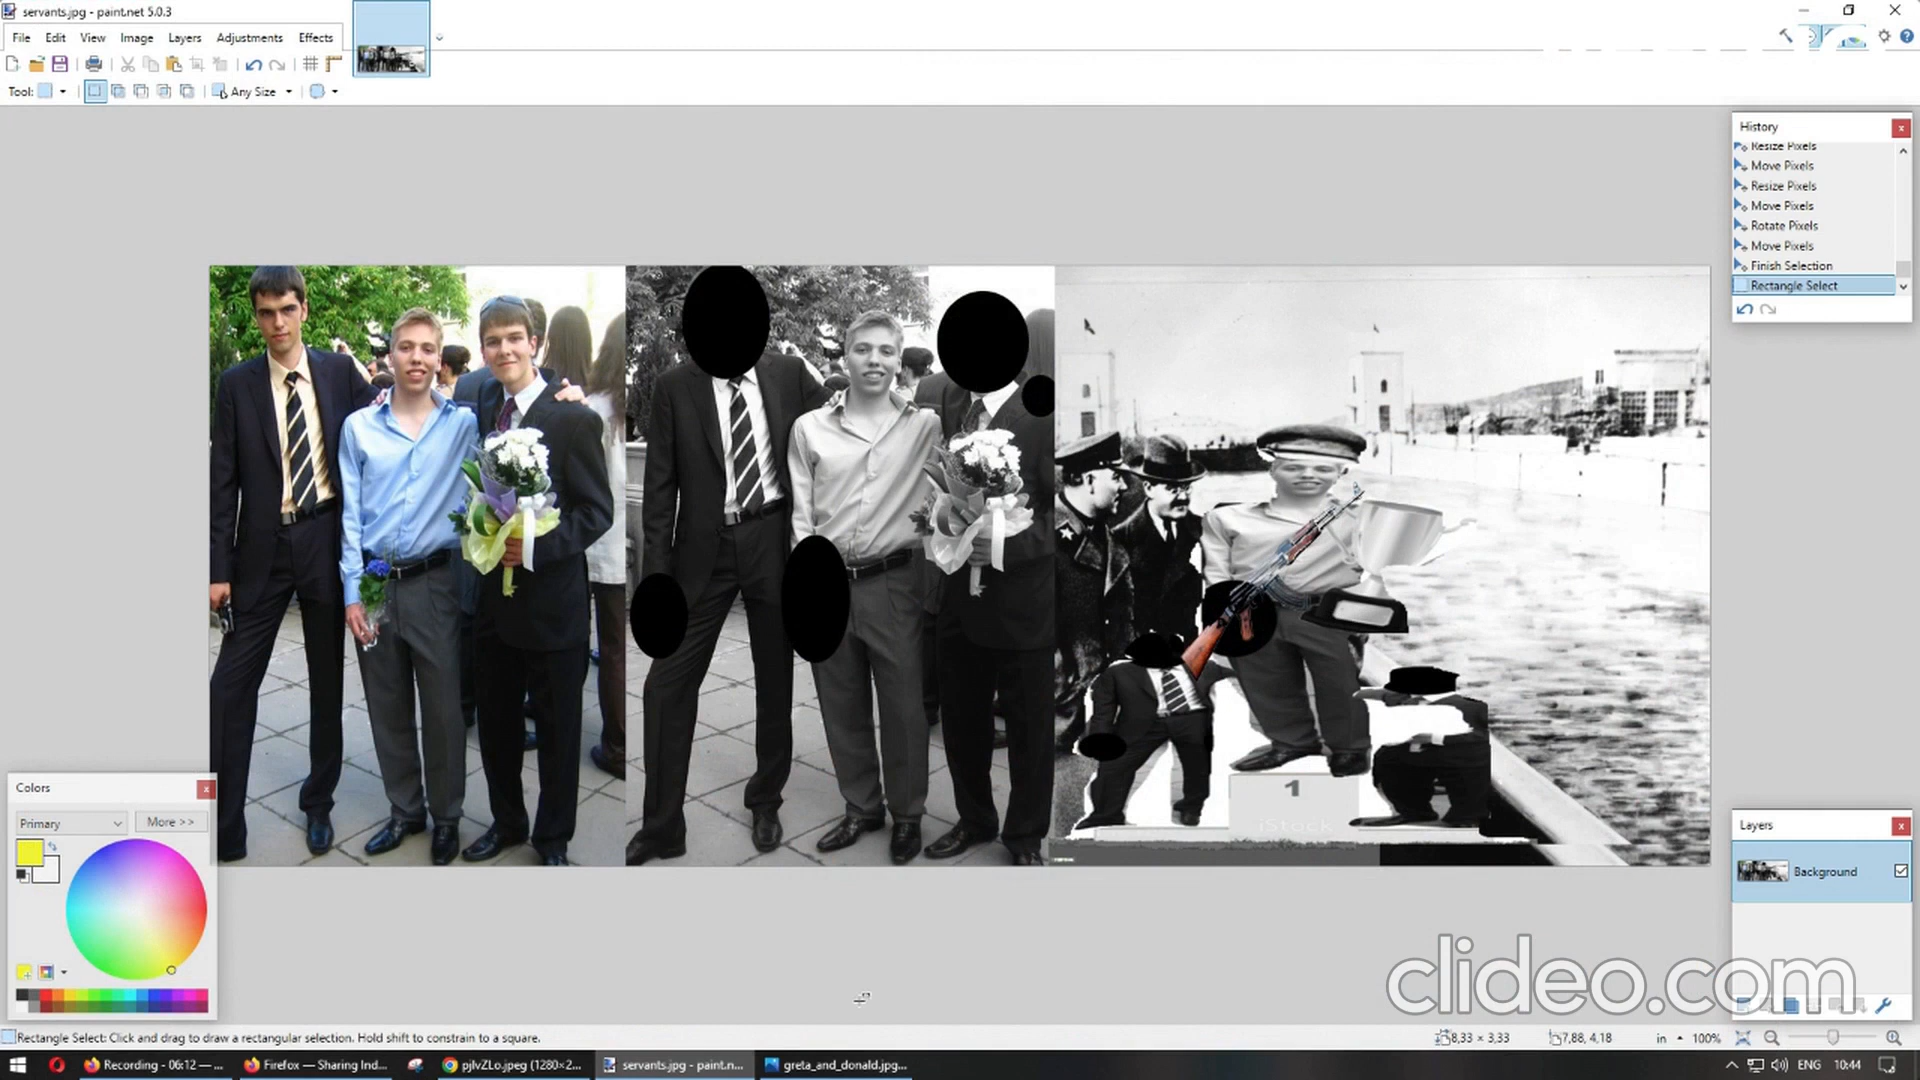 servants.jpg - paint.net 5.0.3
File Edit View Image Layers Adjustments Effects
Tool: Any Size
History
Resize Pixels
Move Pixels
Resize Pixels
Move Pixels
Rotate Pixels
Move Pixels
Finish Selection
Rectangle Select
1
iStock
Colors
Primary
More >>
Layers
Background
clideo.com
Rectangle Select: Click and drag to draw a rectangular selection. Hold shift to constrain to a square.
8,33 × 3,33
7,88, 4,18
in
100%
Recording - 06:12 — ...
Firefox — Sharing Ind...
pjlvZLo.jpeg (1280×2...
servants.jpg - paint.n...
greta_and_donald.jpg...
ENG
10:44